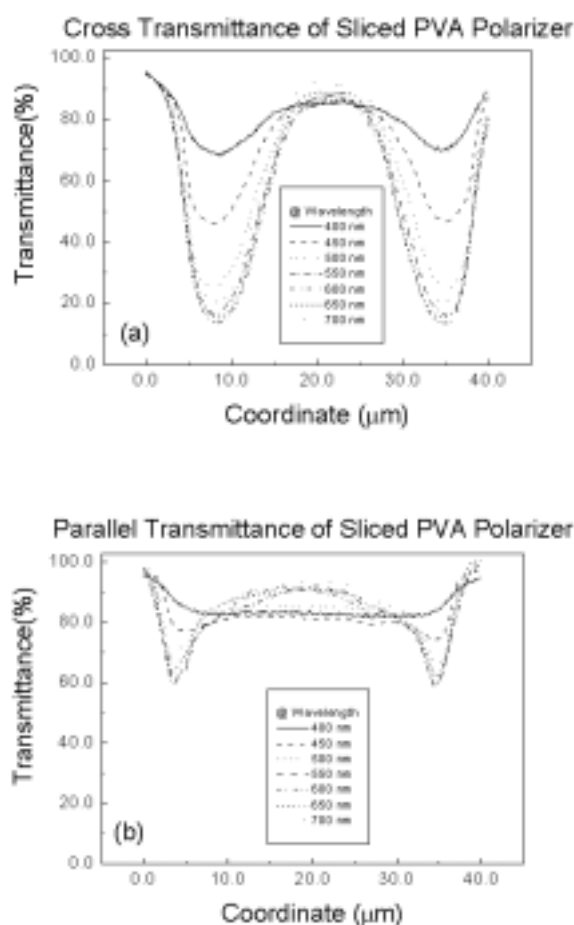 Cross Transmittance of Sliced PVA Polarizer
Transmittance(%)
100.0
80.0
60.0
40.0
20.0
0.0
(a)
@ Wavelength
400 nm
450 nm
500 nm
550 nm
600 nm
650 nm
700 nm
0.0 10.0 20.0 30.0 40.0
Coordinate (μm)
Parallel Transmittance of Sliced PVA Polarizer
Transmittance(%)
100.0
80.0
60.0
40.0
20.0
0.0
(b)
@ Wavelength
400 nm
450 nm
500 nm
550 nm
600 nm
650 nm
700 nm
0.0 10.0 20.0 30.0 40.0
Coordinate (μm)